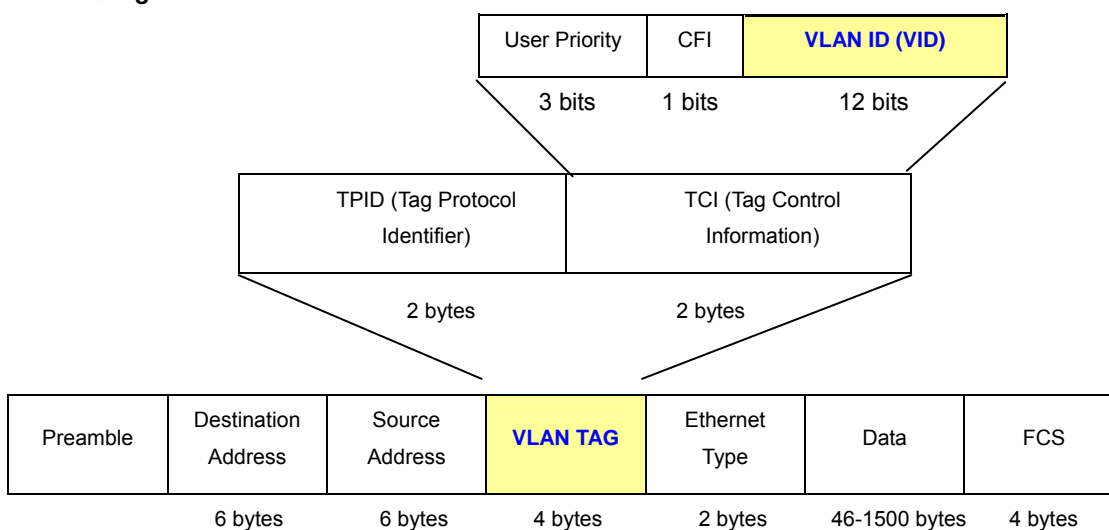 User Priority CFI VLAN ID (VID)
3 bits 1 bits 12 bits
TPID (Tag Protocol Identifier) TCI (Tag Control Information)
2 bytes 2 bytes
Preamble Destination Address Source Address VLAN TAG Ethernet Type Data FCS
6 bytes 6 bytes 4 bytes 2 bytes 46-1500 bytes 4 bytes